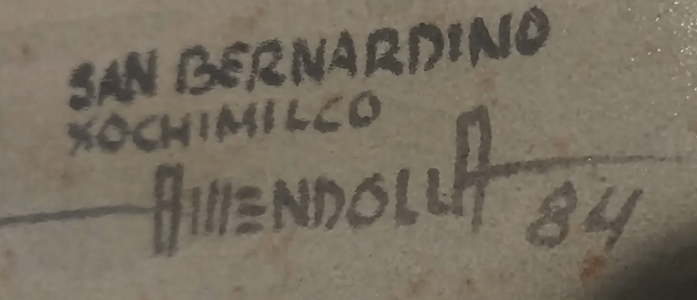 SAN BERNARDINO
XOCHIMILCO
AMENDOLLA 84